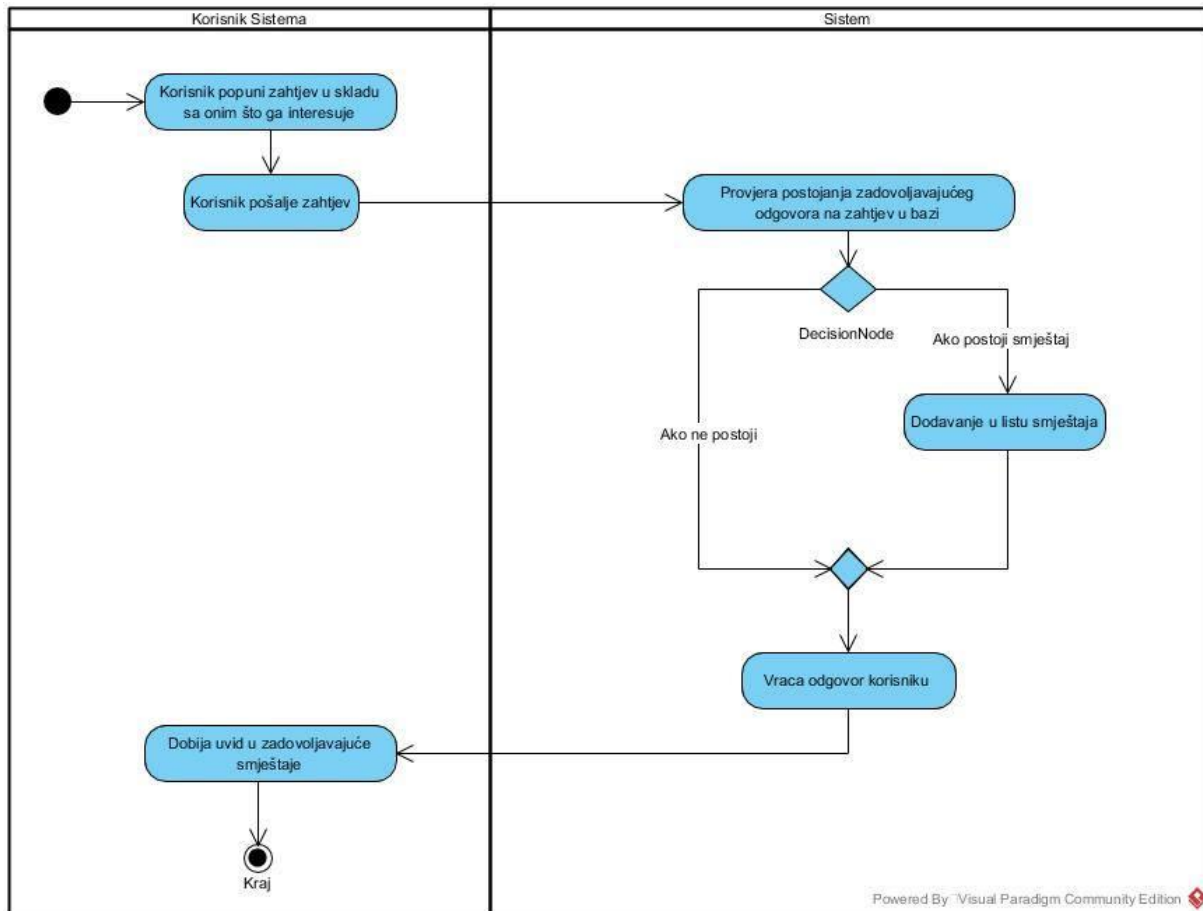 Korisnik Sistema
Sistem
Korisnik popuni zahtjev u skladu
sa onim što ga interesuje
Korisnik pošalje zahtjev
Provjera postojanja zadovoljavajućeg
odgovora na zahtjev u bazi
DecisionNode
Ako postoji smještaj
Ako ne postoji
Dodavanje u listu smještaja
Vraca odgovor korisniku
Dobija uvid u zadovoljavajuće
smještaje
Kraj
Powered By Visual Paradigm Community Edition